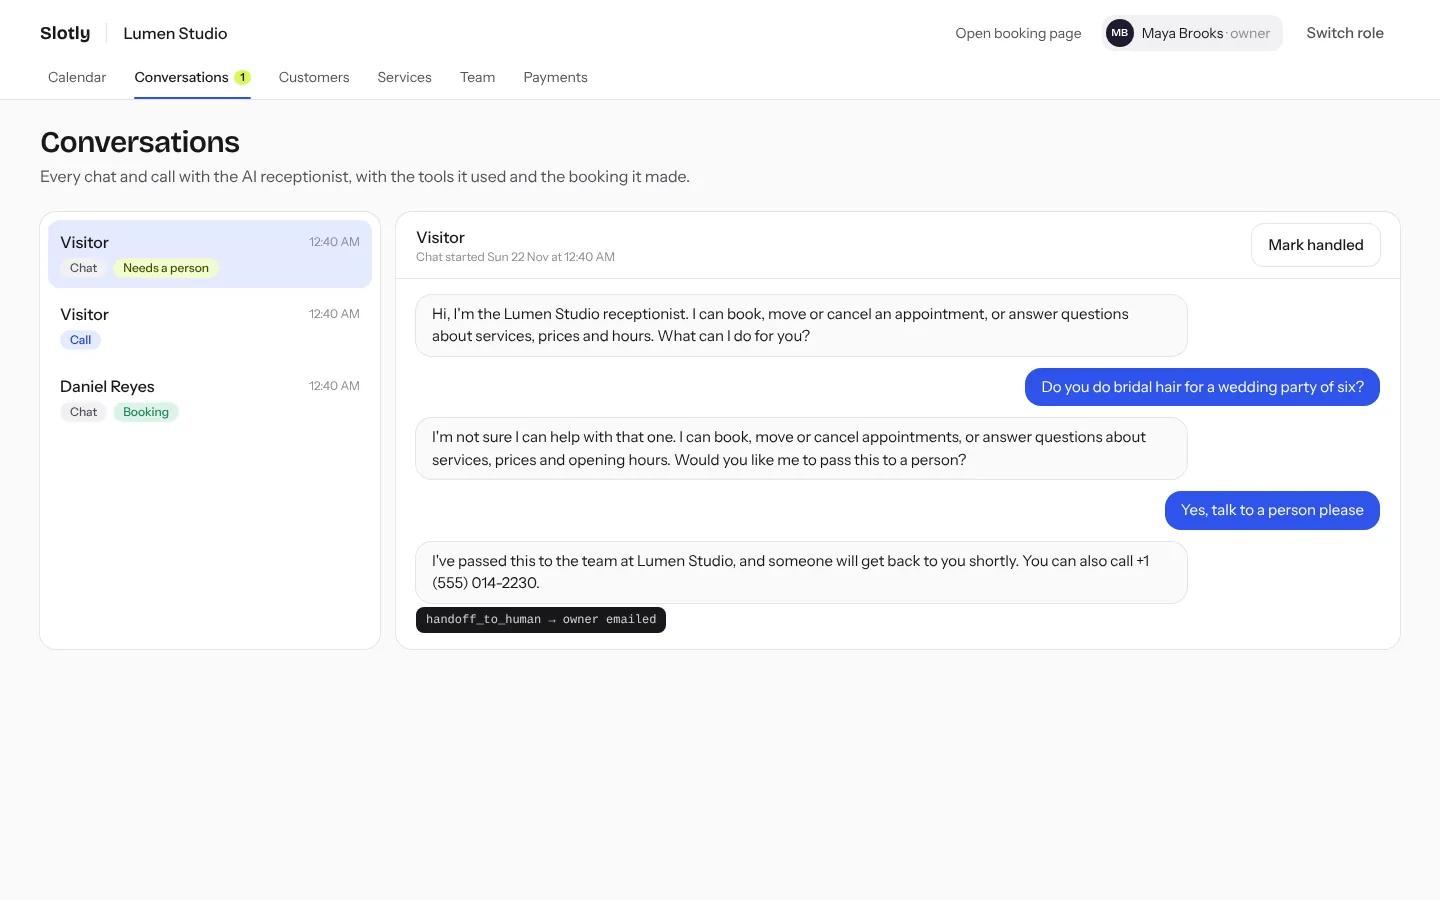 Slotly
Lumen Studio
Open booking page
MB
Maya Brooks · owner
Switch role
Calendar
Conversations 1
Customers
Services
Team
Payments
Conversations
Every chat and call with the AI receptionist, with the tools it used and the booking it made.
Visitor
12:40 AM
Chat
Needs a person
Visitor
12:40 AM
Call
Daniel Reyes
12:40 AM
Chat
Booking
Visitor
Chat started Sun 22 Nov at 12:40 AM
Mark handled
Hi, I'm the Lumen Studio receptionist. I can book, move or cancel an appointment, or answer questions
about services, prices and hours. What can I do for you?
Do you do bridal hair for a wedding party of six?
I'm not sure I can help with that one. I can book, move or cancel appointments, or answer questions about
services, prices and opening hours. Would you like me to pass this to a person?
Yes, talk to a person please
I've passed this to the team at Lumen Studio, and someone will get back to you shortly. You can also call +1
(555) 014-2230.
handoff_to_human → owner emailed